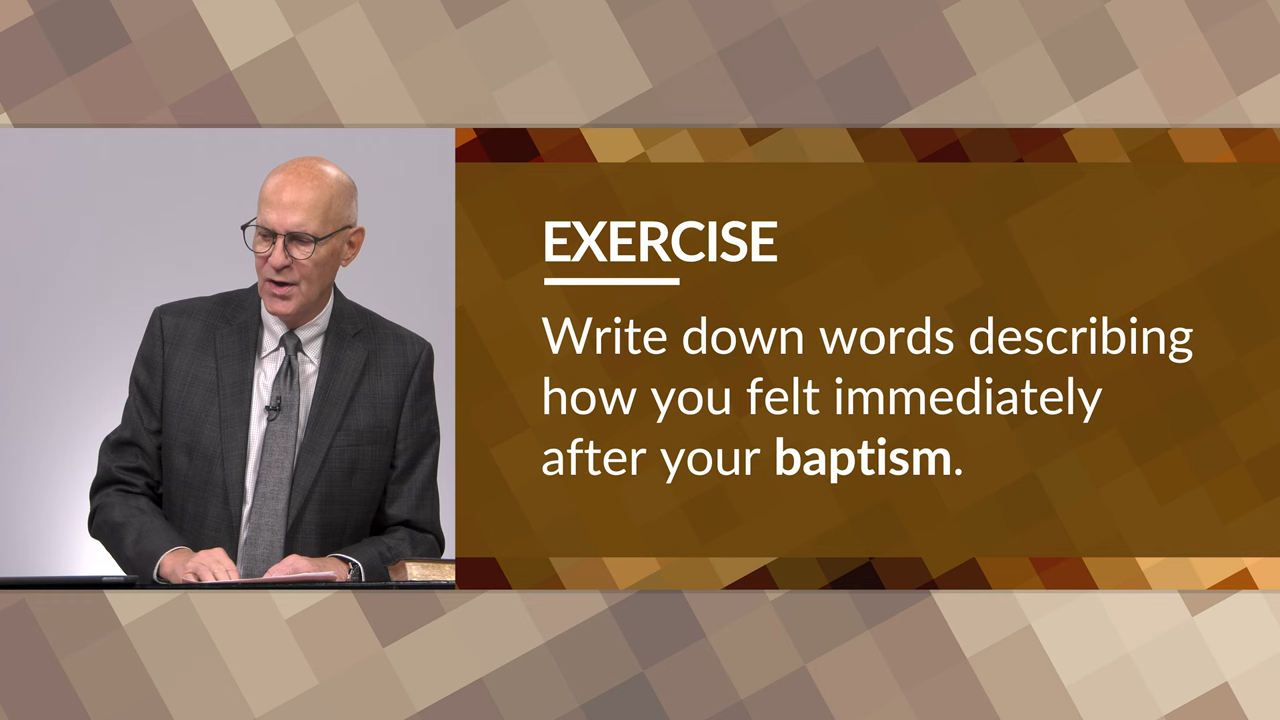 EXERCISE
Write down words describing
how you felt immediately
after your baptism.